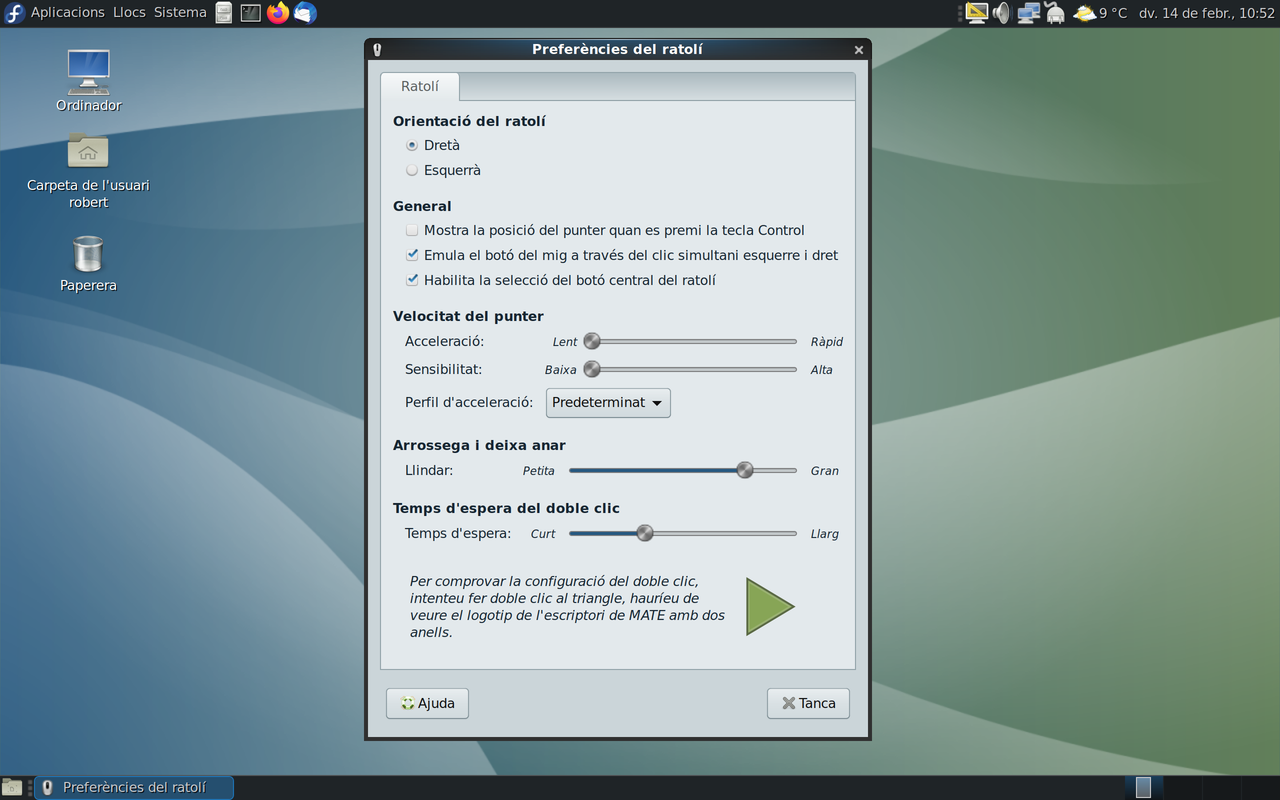 Aplicacions Llocs Sistema 9 °C dv. 14 de febr., 10:52
Ordinador
Carpeta de l'usuari
robert
Paperera
Preferències del ratolí
Ratolí
Orientació del ratolí
Dretà
Esquerrà
General
Mostra la posició del punter quan es premi la tecla Control
Emula el botó del mig a través del clic simultani esquerre i dret
Habilita la selecció del botó central del ratolí
Velocitat del punter
Acceleració: Lent Ràpid
Sensibilitat: Baixa Alta
Perfil d'acceleració: Predeterminat
Arrossega i deixa anar
Llindar: Petita Gran
Temps d'espera del doble clic
Temps d'espera: Curt Llarg
Per comprovar la configuració del doble clic,
intenteu fer doble clic al triangle, hauríeu de
veure el logotip de l'escriptori de MATE amb dos
anells.
Ajuda Tanca
Preferències del ratolí